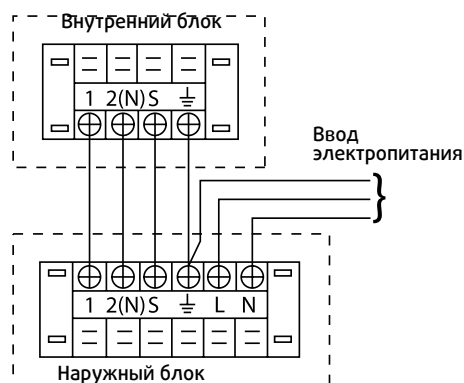 Внутренний блок
1 2(N) S ⏚
Ввод
электропитания
1 2(N) S ⏚ L N
Наружный блок